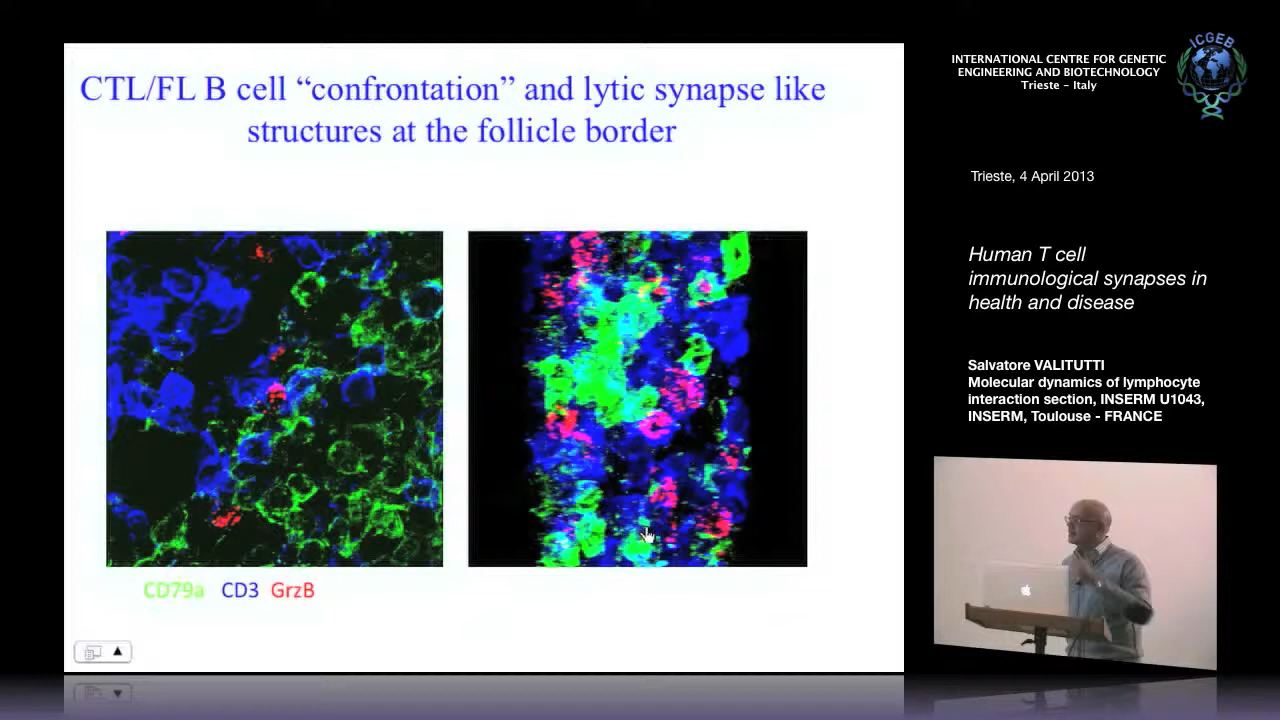 CTL/FL B cell “confrontation” and lytic synapse like
structures at the follicle border
CD79a CD3 GrzB
INTERNATIONAL CENTRE FOR GENETIC
ENGINEERING AND BIOTECHNOLOGY
Trieste - Italy
ICGEB
Trieste, 4 April 2013
Human T cell
immunological synapses in
health and disease
Salvatore VALITUTTI
Molecular dynamics of lymphocyte
interaction section, INSERM U1043,
INSERM, Toulouse - FRANCE